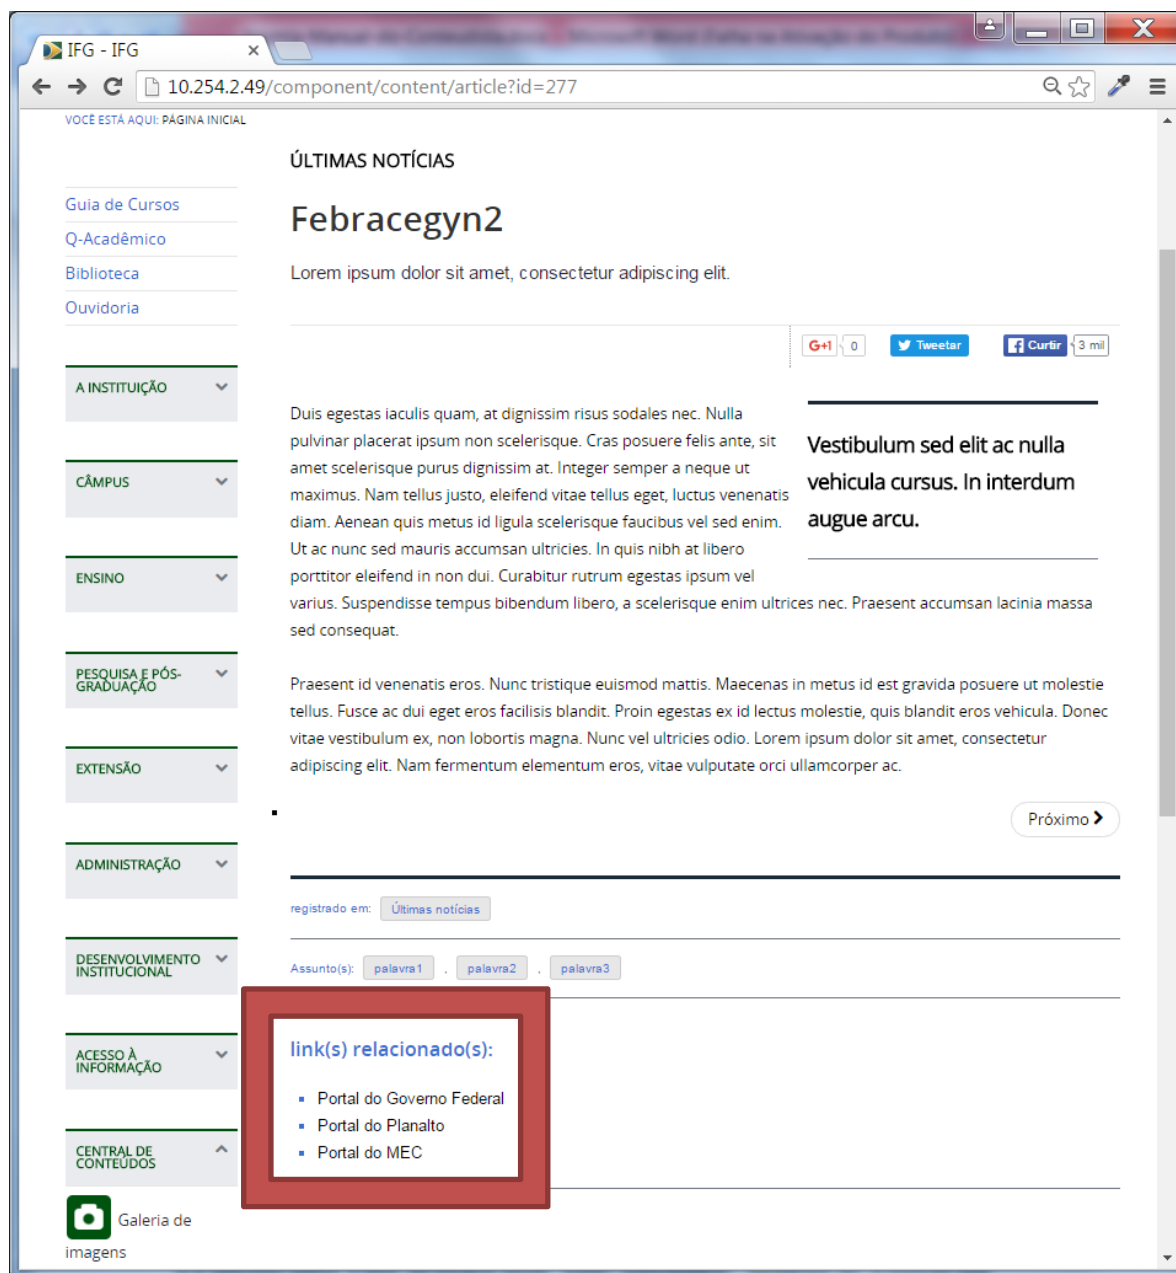 IFG - IFG
10.254.2.49/component/content/article?id=277
VOCÊ ESTÁ AQUI: PÁGINA INICIAL
ÚLTIMAS NOTÍCIAS
Guia de Cursos
Q-Acadêmico
Biblioteca
Ouvidoria
Febracegyn2
Lorem ipsum dolor sit amet, consectetur adipiscing elit.
G+1 0 Tweetar Curtir 3 mil
A INSTITUIÇÃO
CÂMPUS
ENSINO
PESQUISA E PÓS-
GRADUAÇÃO
EXTENSÃO
ADMINISTRAÇÃO
DESENVOLVIMENTO
INSTITUCIONAL
ACESSO À
INFORMAÇÃO
CENTRAL DE
CONTEÚDOS
Galeria de
imagens
Duis egestas iaculis quam, at dignissim risus sodales nec. Nulla
pulvinar placerat ipsum non scelerisque. Cras posuere felis ante, sit
amet scelerisque purus dignissim at. Integer semper a neque ut
maximus. Nam tellus justo, eleifend vitae tellus eget, luctus venenatis
diam. Aenean quis metus id ligula scelerisque faucibus vel sed enim.
Ut ac nunc sed mauris accumsan ultricies. In quis nibh at libero
porttitor eleifend in non dui. Curabitur rutrum egestas ipsum vel
varius. Suspendisse tempus bibendum libero, a scelerisque enim ultrices nec. Praesent accumsan lacinia massa
sed consequat.
Vestibulum sed elit ac nulla
vehicula cursus. In interdum
augue arcu.
Praesent id venenatis eros. Nunc tristique euismod mattis. Maecenas in metus id est gravida posuere ut molestie
tellus. Fusce ac dui eget eros facilisis blandit. Proin egestas ex id lectus molestie, quis blandit eros vehicula. Donec
vitae vestibulum ex, non lobortis magna. Nunc vel ultricies odio. Lorem ipsum dolor sit amet, consectetur
adipiscing elit. Nam fermentum elementum eros, vitae vulputate orci ullamcorper ac.
Próximo
registrado em: Últimas notícias
Assunto(s): palavra1 , palavra2 , palavra3
link(s) relacionado(s):
Portal do Governo Federal
Portal do Planalto
Portal do MEC